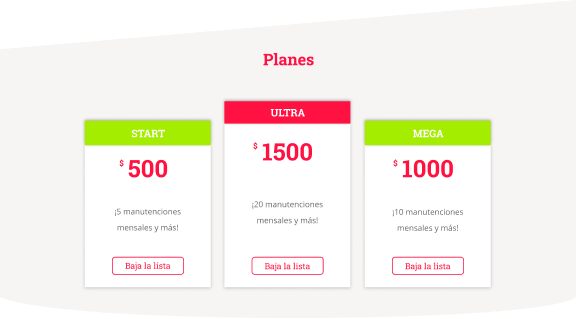 Planes
START
$ 500
¡5 manutenciones
mensales y más!
Baja la lista
ULTRA
$ 1500
¡20 manutenciones
mensales y más!
Baja la lista
MEGA
$ 1000
¡10 manutenciones
mensales y más!
Baja la lista